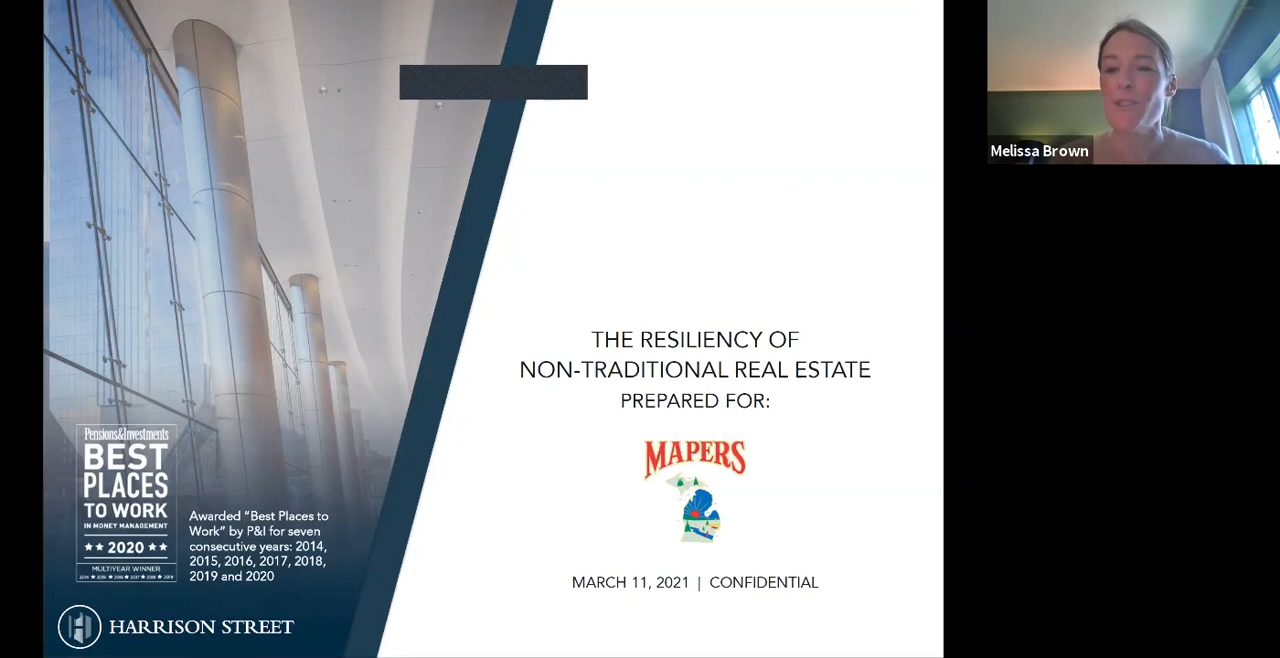 THE RESILIENCY OF
NON-TRADITIONAL REAL ESTATE
PREPARED FOR:
MAPERS
MARCH 11, 2021 | CONFIDENTIAL
Pensions&Investments
BEST
PLACES
TO WORK
IN MONEY MANAGEMENT
★★ 2020 ★★
MULTIYEAR WINNER
Awarded “Best Places to
Work” by P&I for seven
consecutive years: 2014,
2015, 2016, 2017, 2018,
2019 and 2020
HARRISON STREET
Melissa Brown